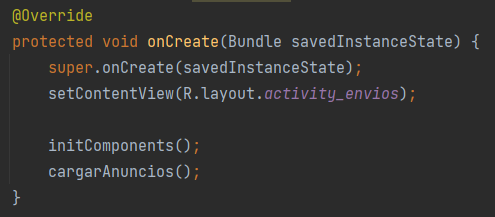 @Override
protected void onCreate(Bundle savedInstanceState) {
    super.onCreate(savedInstanceState);
    setContentView(R.layout.activity_envios);

    initComponents();
    cargarAnuncios();
}